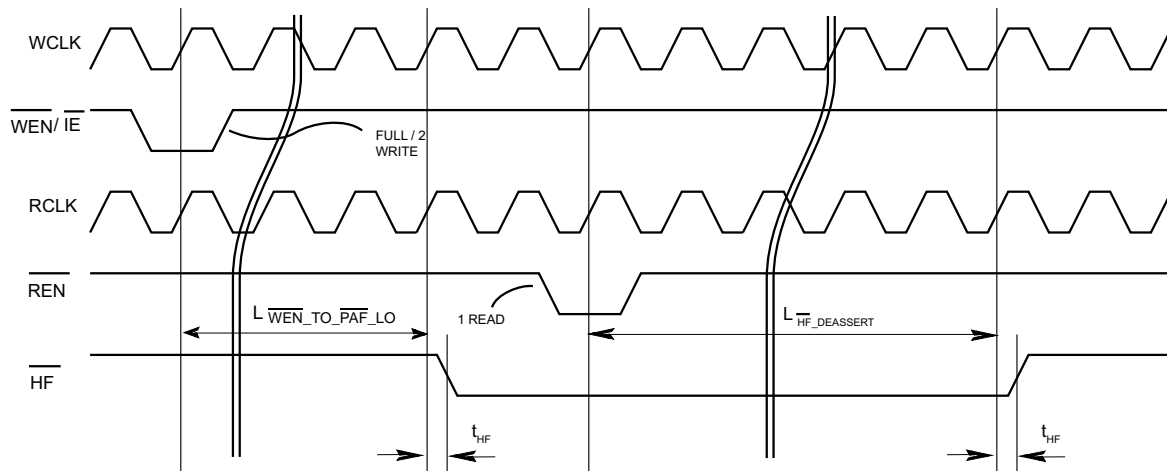 WCLK
WEN/ IE
FULL / 2
WRITE
RCLK
REN
1 READ
L WEN_TO_PAF_LO
L HF_DEASSERT
HF
tHF
tHF